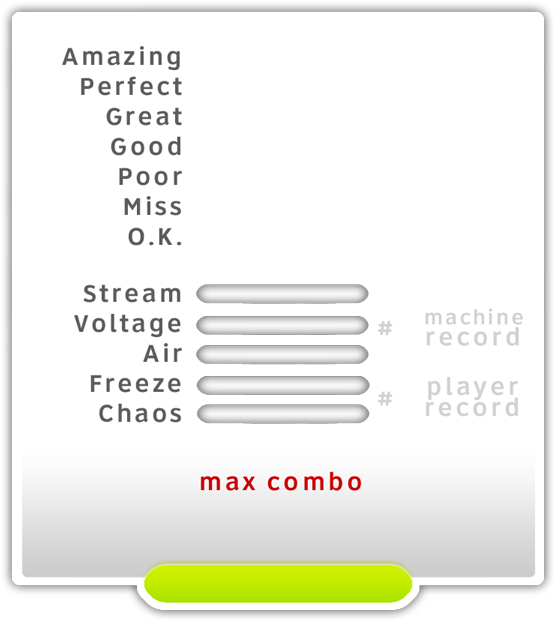 Amazing
Perfect
Great
Good
Poor
Miss
O.K.
Stream
Voltage
Air
Freeze
Chaos
#
machine
record
#
player
record
max combo